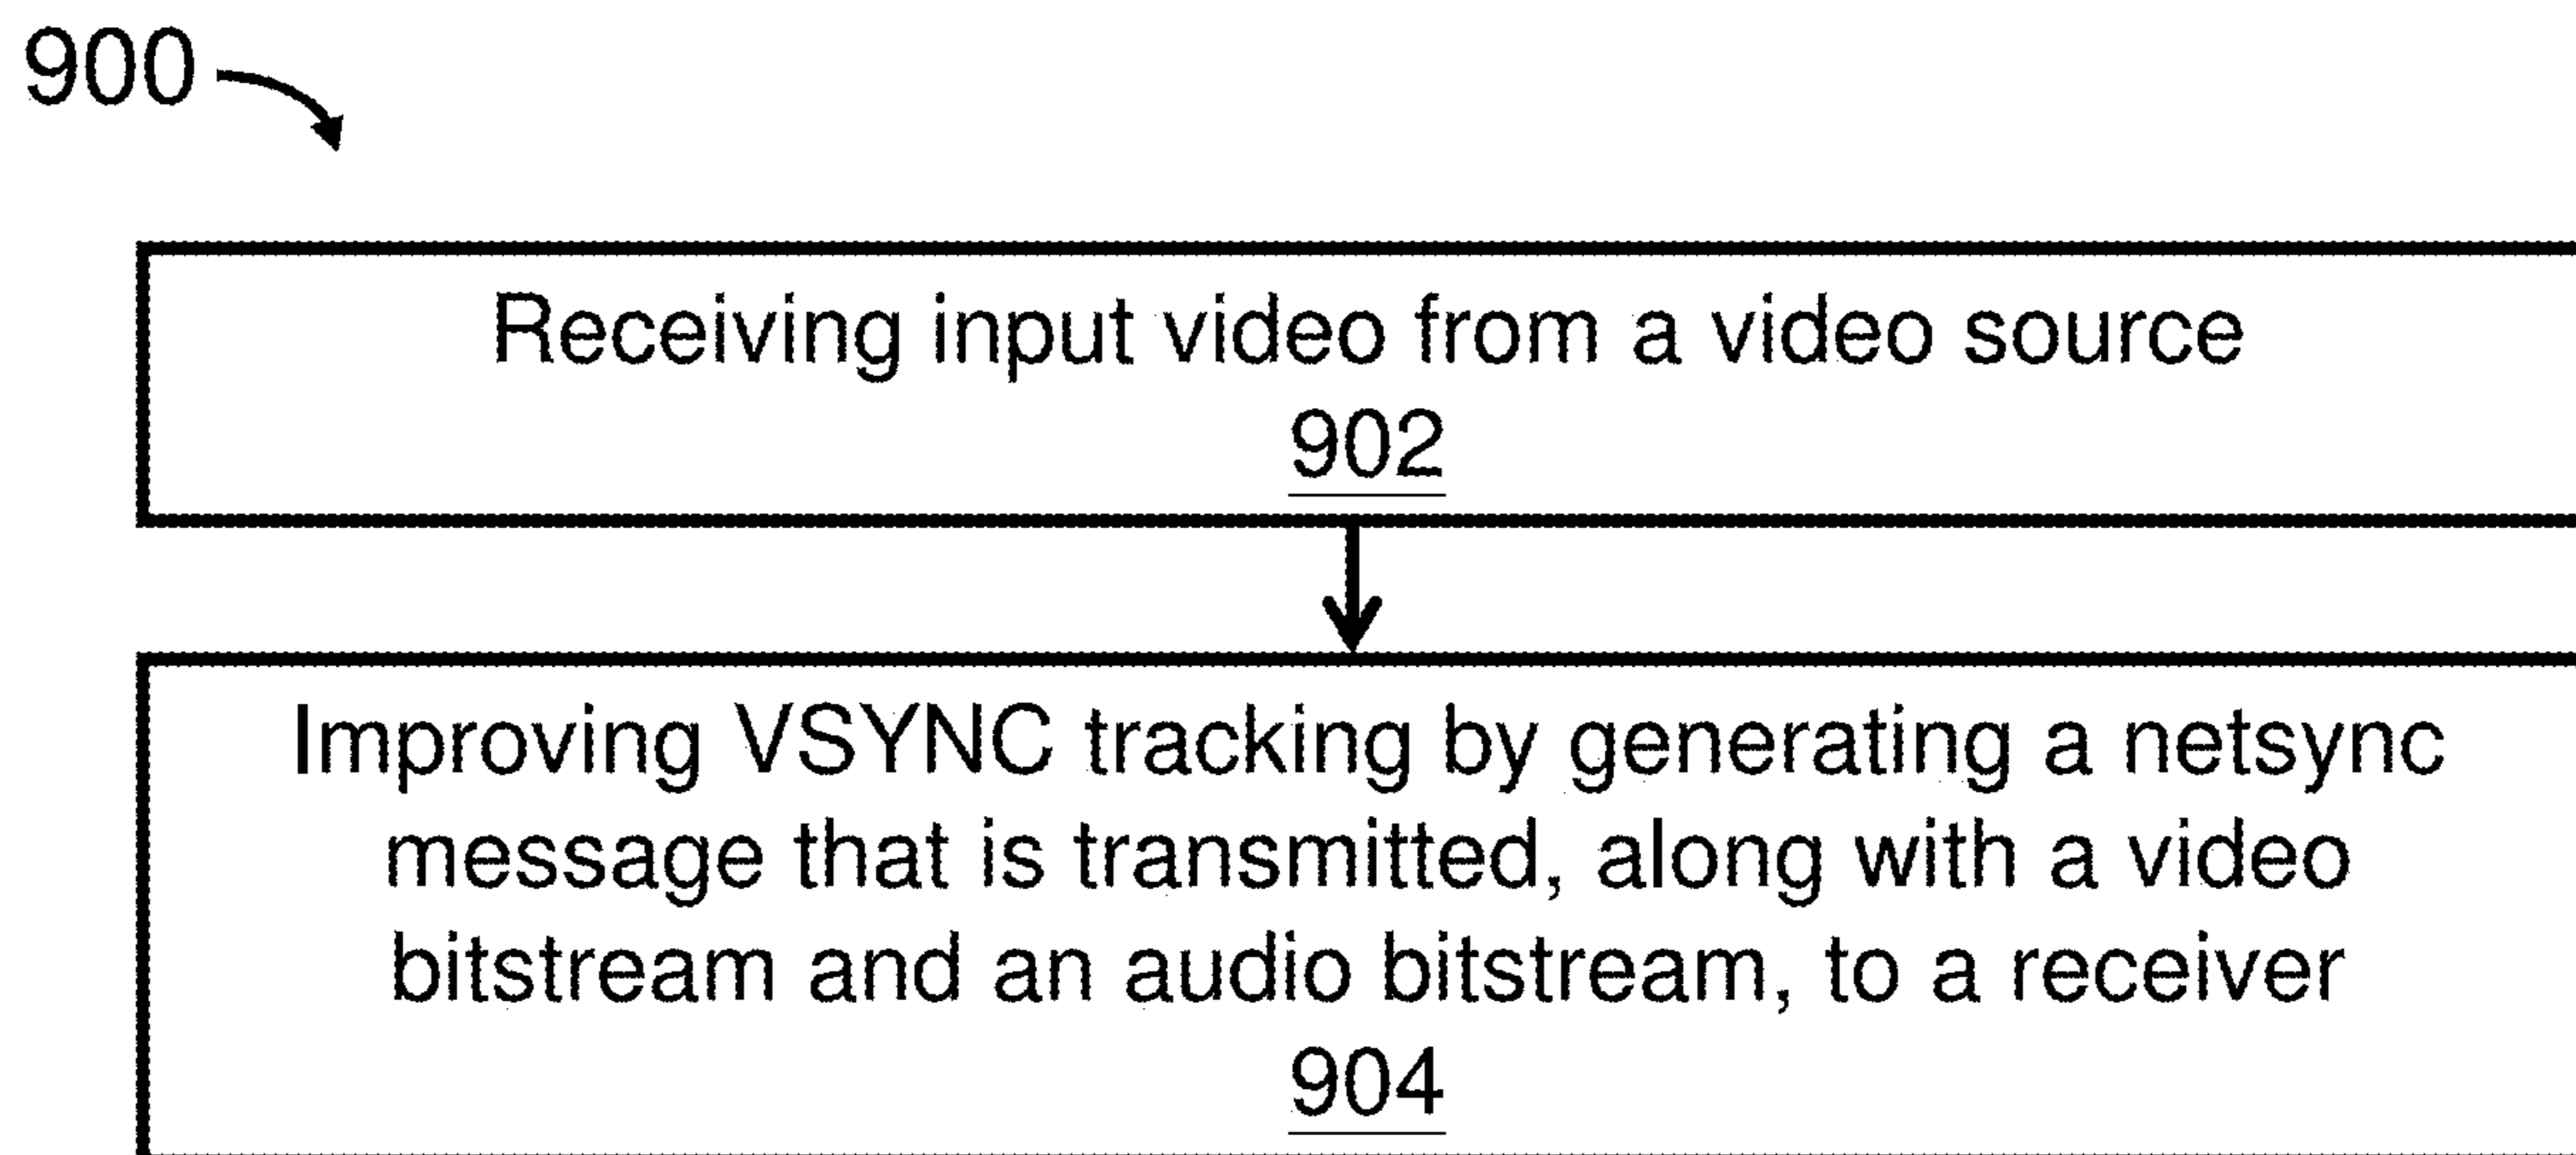 900
Receiving input video from a video source
902
Improving VSYNC tracking by generating a netsync
message that is transmitted, along with a video
bitstream and an audio bitstream, to a receiver
904